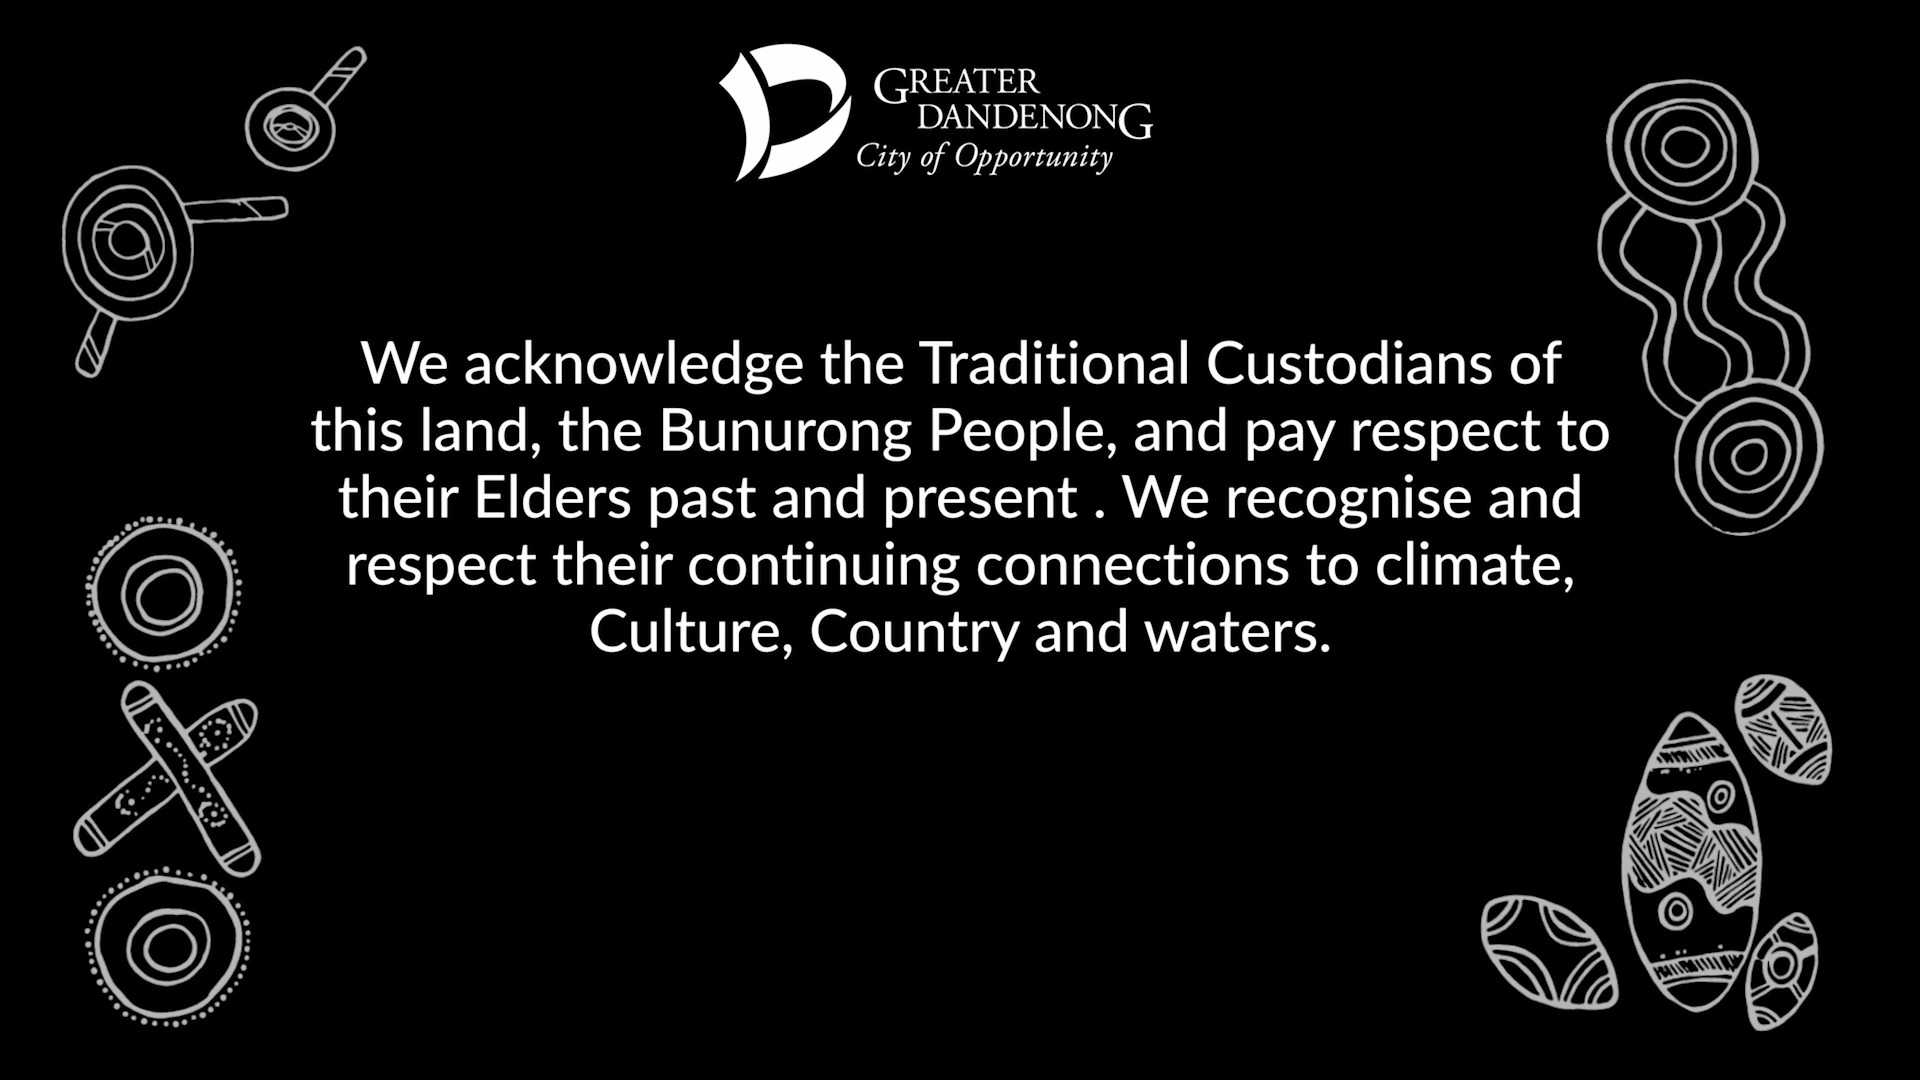 GREATER
DANDENONG
City of Opportunity
We acknowledge the Traditional Custodians of
this land, the Bunurong People, and pay respect to
their Elders past and present . We recognise and
respect their continuing connections to climate,
Culture, Country and waters.